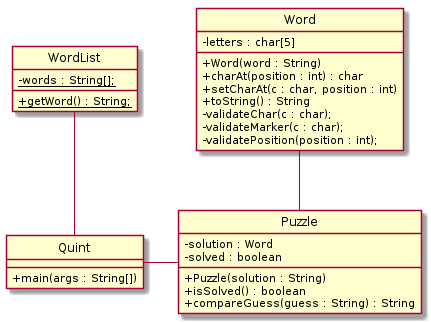 WordList
-words : String[];
+getWord() : String;
Word
-letters : char[5]
+Word(word : String)
+charAt(position : int) : char
+setCharAt(c : char, position : int)
+toString() : String
-validateChar(c : char);
-validateMarker(c : char);
-validatePosition(position : int);
Quint
+main(args : String[])
Puzzle
-solution : Word
-solved : boolean
+Puzzle(solution : String)
+isSolved() : boolean
+compareGuess(guess : String) : String